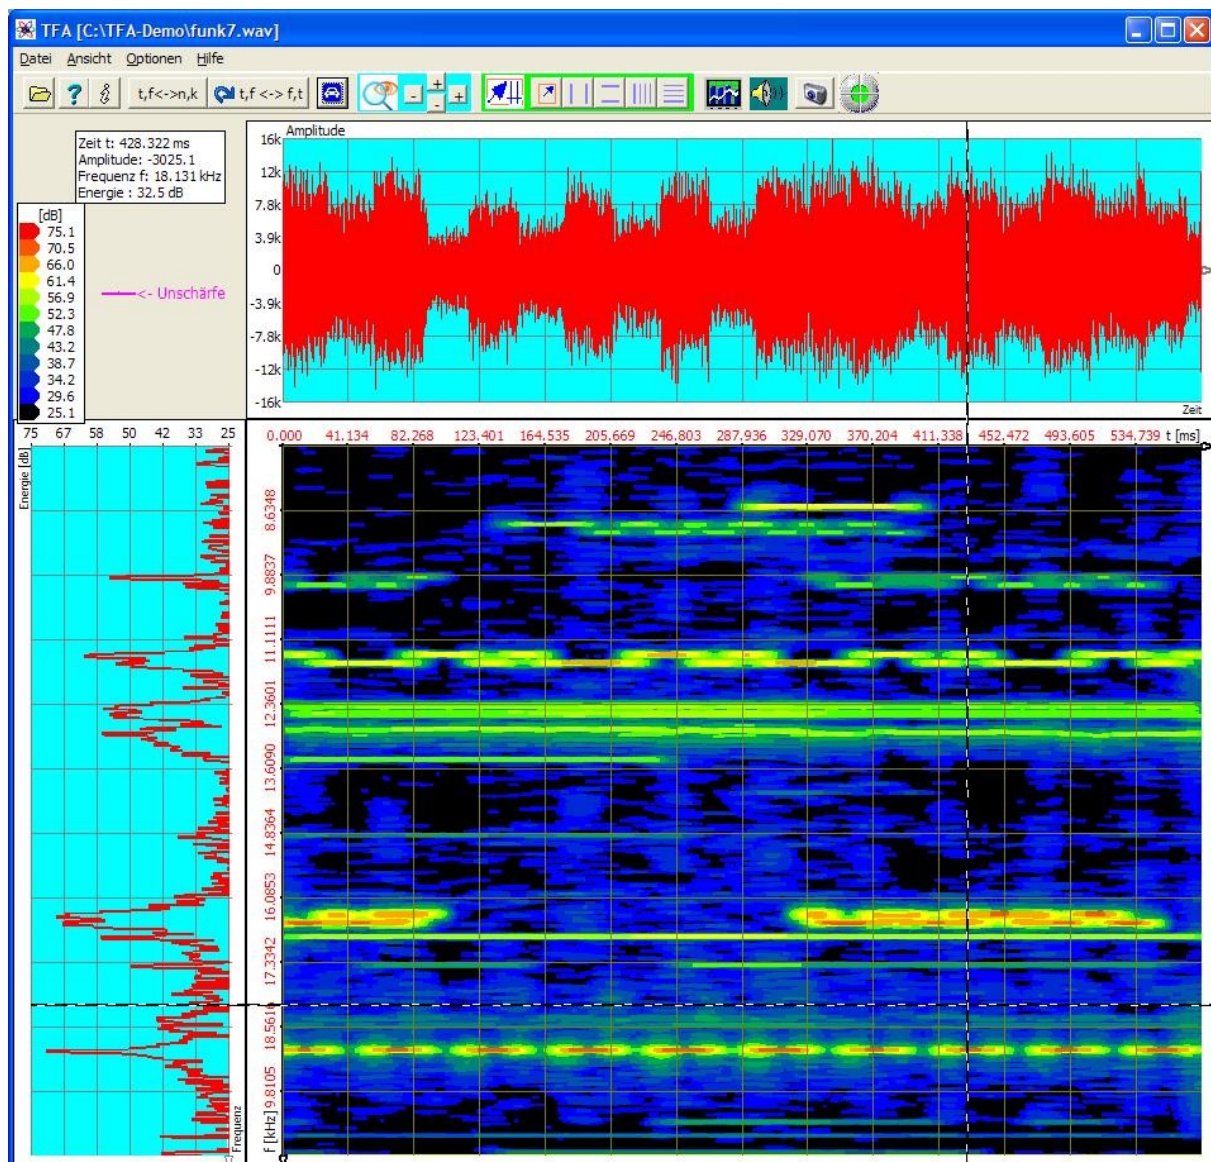 TFA [C:\TFA-Demo\funk7.wav]
Datei Ansicht Optionen Hilfe
t,f<->n,k
t,f <-> f,t
Zeit t: 428.322 ms
Amplitude: -3025.1
Frequenz f: 18.131 kHz
Energie : 32.5 dB
[dB]
75.1
70.5
66.0
61.4
56.9
52.3
47.8
43.2
38.7
34.2
29.6
25.1
<- Unschärfe
Amplitude
16k
12k
7.8k
3.9k
0
-3.9k
-7.8k
-12k
-16k
Zeit
75 67 58 50 42 33 25
Energie [dB]
Frequenz
0.000 41.134 82.268 123.401 164.535 205.669 246.803 287.936 329.070 370.204 411.338 452.472 493.605 534.739 t [ms]
8.6348
9.8837
11.1111
12.3601
13.6090
14.8364
16.0853
17.3342
18.5616
9.8105
f [kHz]